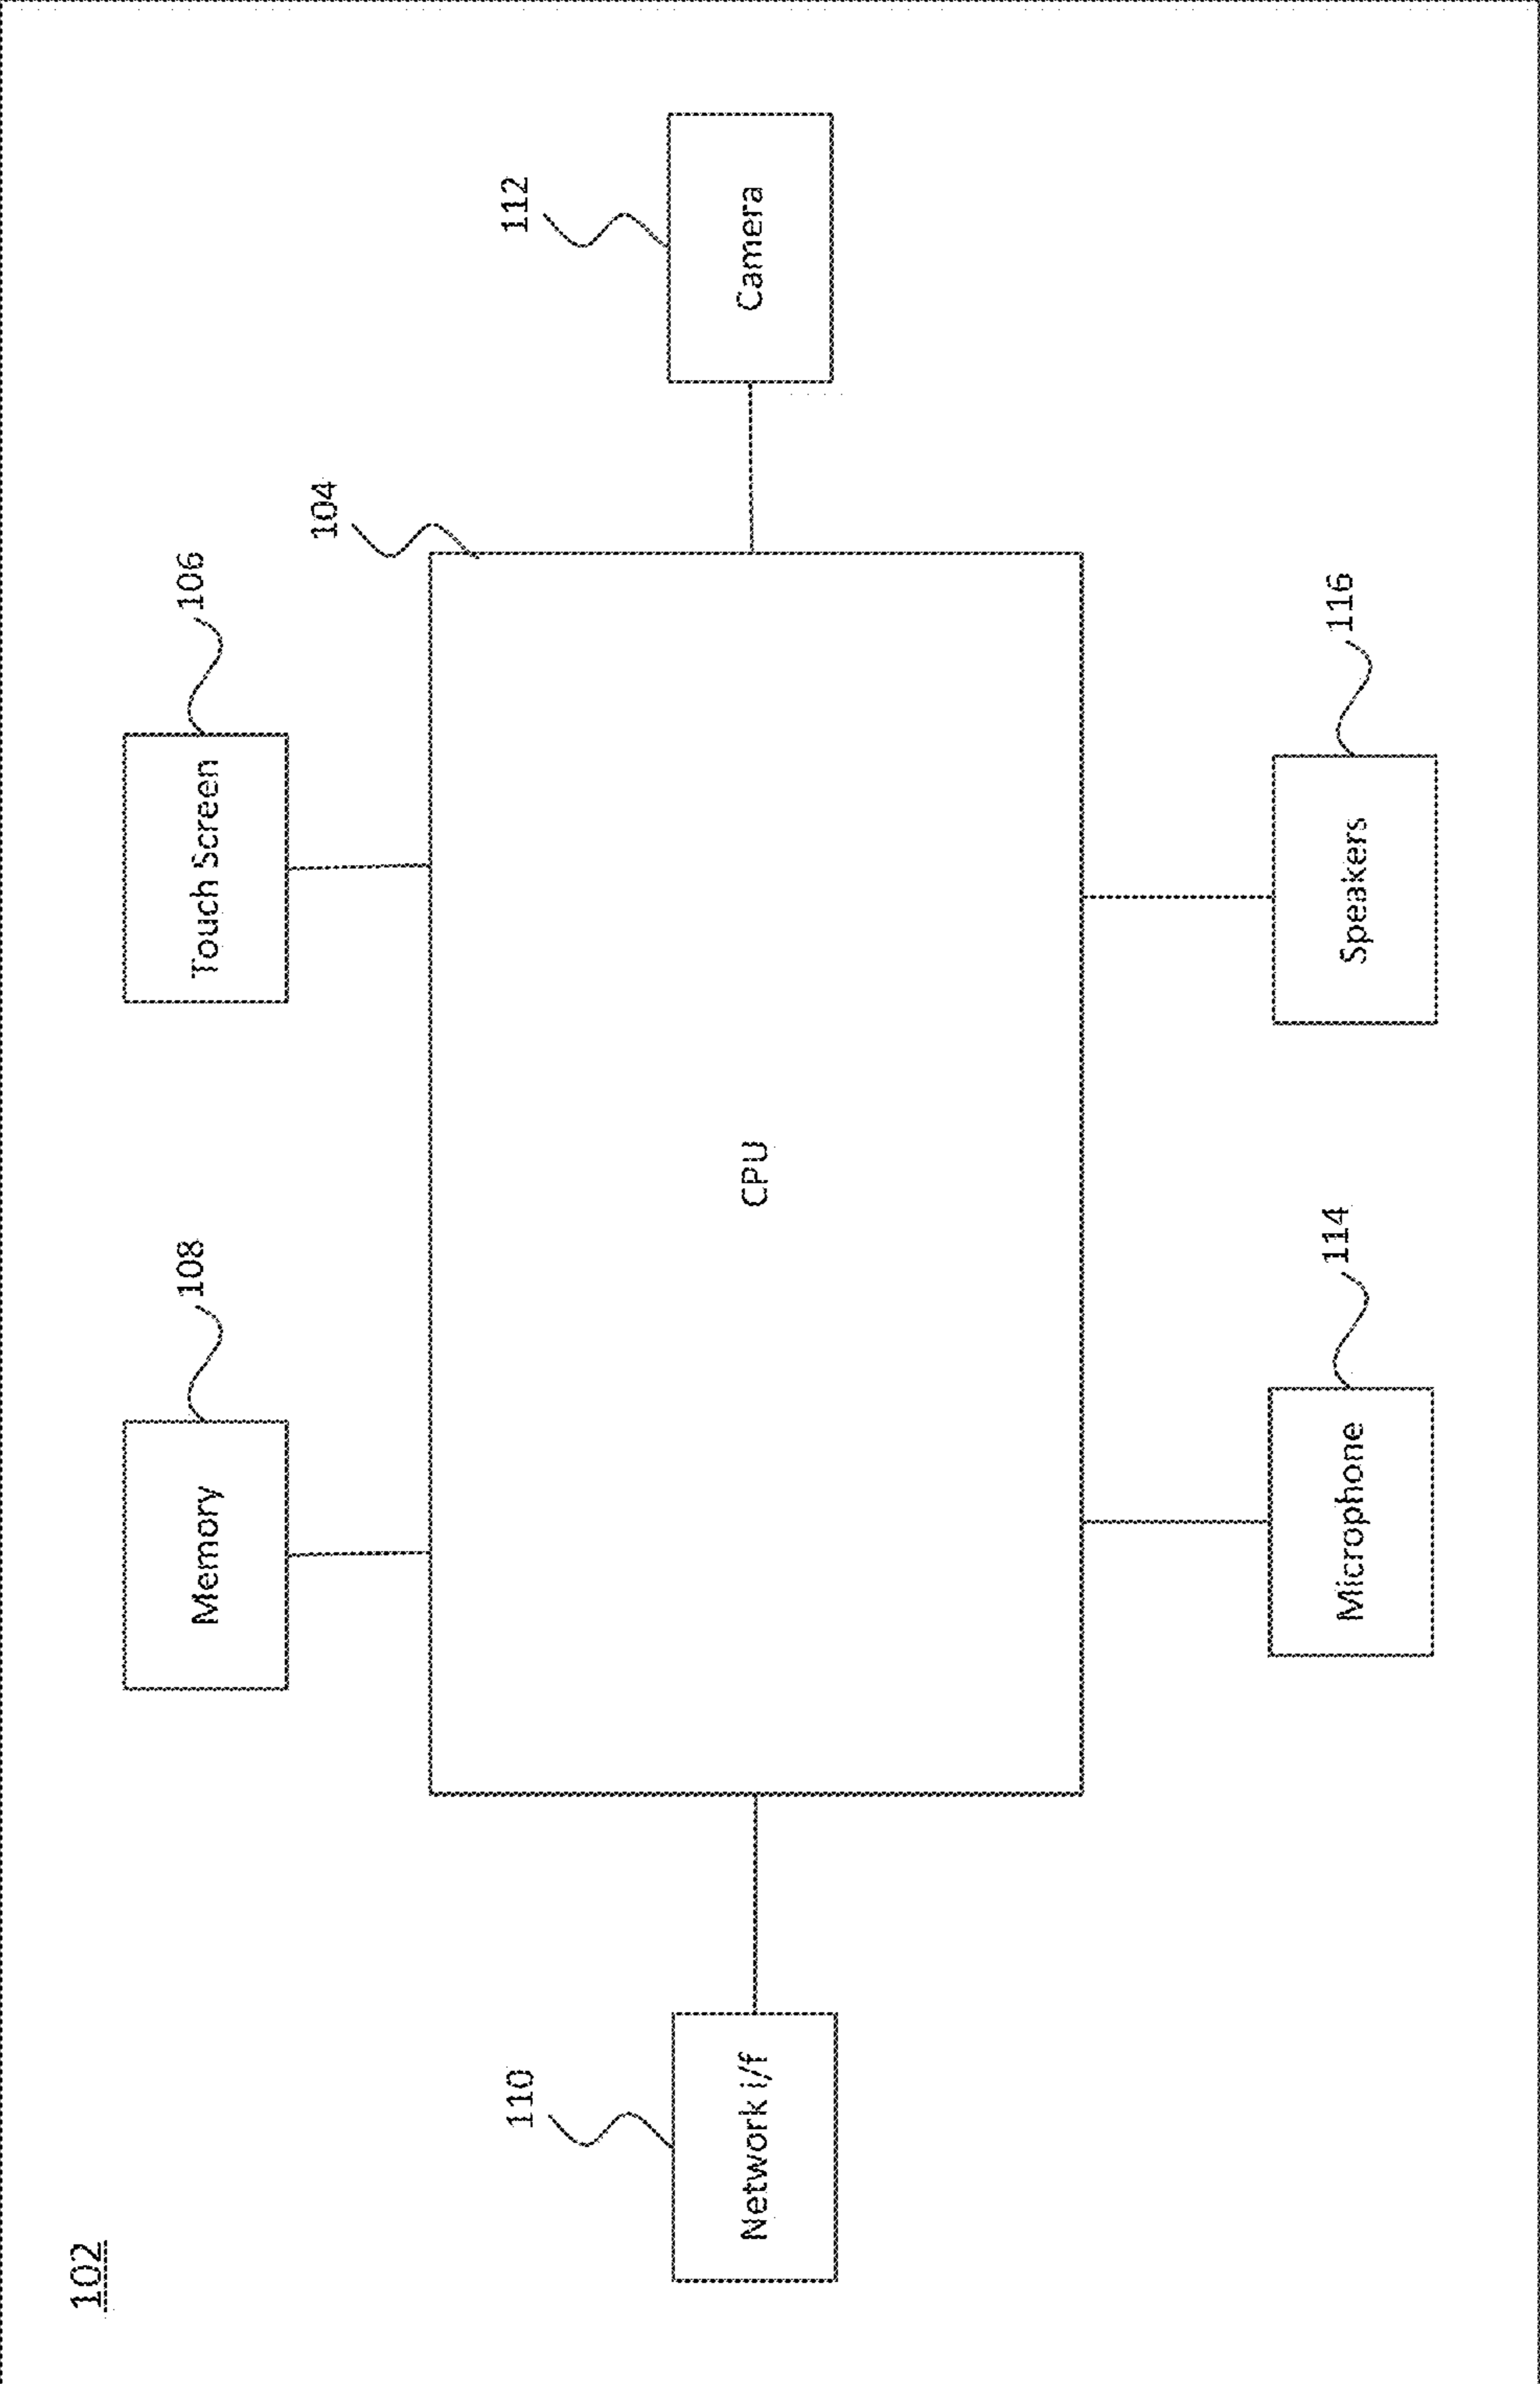 102
108
106
Memory
Touch Screen
104
110
112
Network i/f
CPU
Camera
114
116
Microphone
Speakers